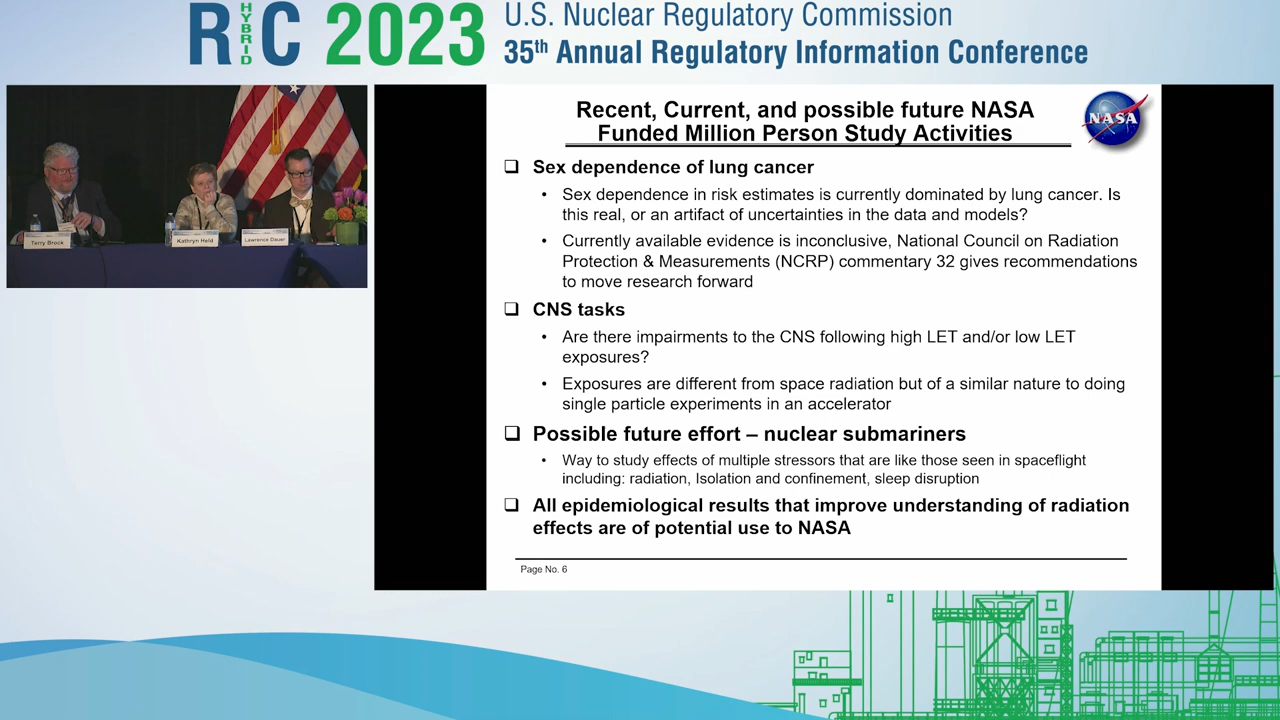 RIC 2023
HYBRID
U.S. Nuclear Regulatory Commission
35th Annual Regulatory Information Conference
Terry Brock
Kathryn Held
Lawrence Dauer
Recent, Current, and possible future NASA
Funded Million Person Study Activities
NASA
❑ Sex dependence of lung cancer
• Sex dependence in risk estimates is currently dominated by lung cancer. Is
this real, or an artifact of uncertainties in the data and models?
• Currently available evidence is inconclusive, National Council on Radiation
Protection & Measurements (NCRP) commentary 32 gives recommendations
to move research forward
❑ CNS tasks
• Are there impairments to the CNS following high LET and/or low LET
exposures?
• Exposures are different from space radiation but of a similar nature to doing
single particle experiments in an accelerator
❑ Possible future effort – nuclear submariners
• Way to study effects of multiple stressors that are like those seen in spaceflight
including: radiation, Isolation and confinement, sleep disruption
❑ All epidemiological results that improve understanding of radiation
effects are of potential use to NASA
Page No. 6